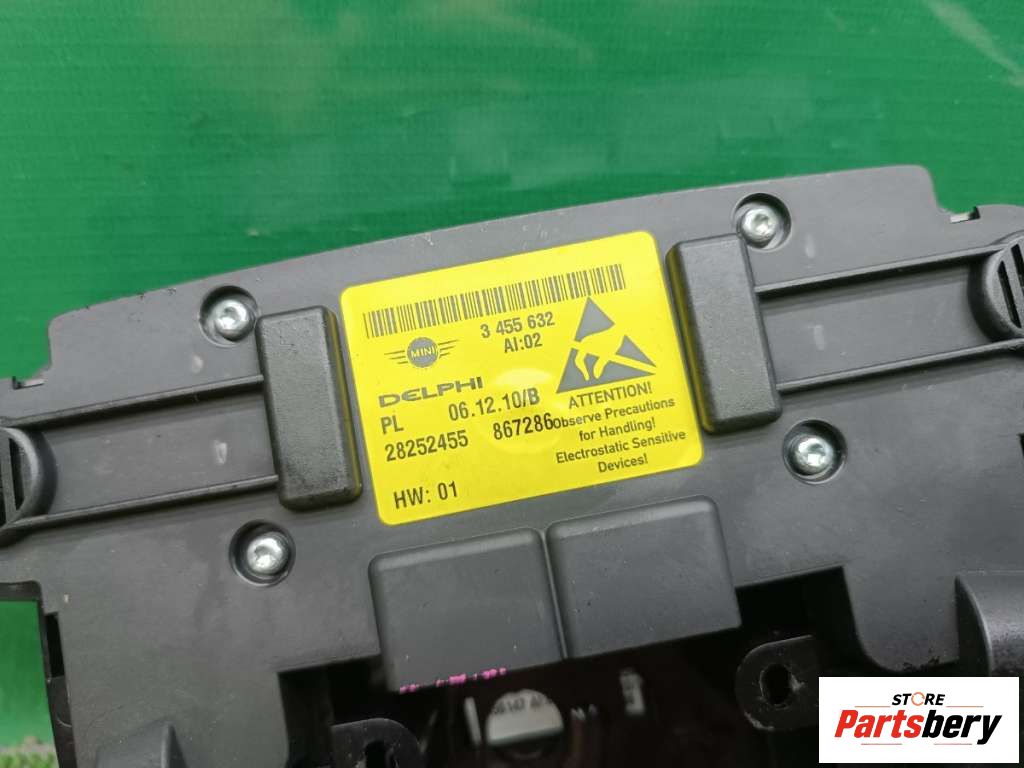 3 455 632
AI:02
MINI
DELPHI
PL 06.12.10/B
28252455 867286
HW: 01
ATTENTION!
Observe Precautions
for Handling!
Electrostatic Sensitive
Devices!
STORE
Partsbery